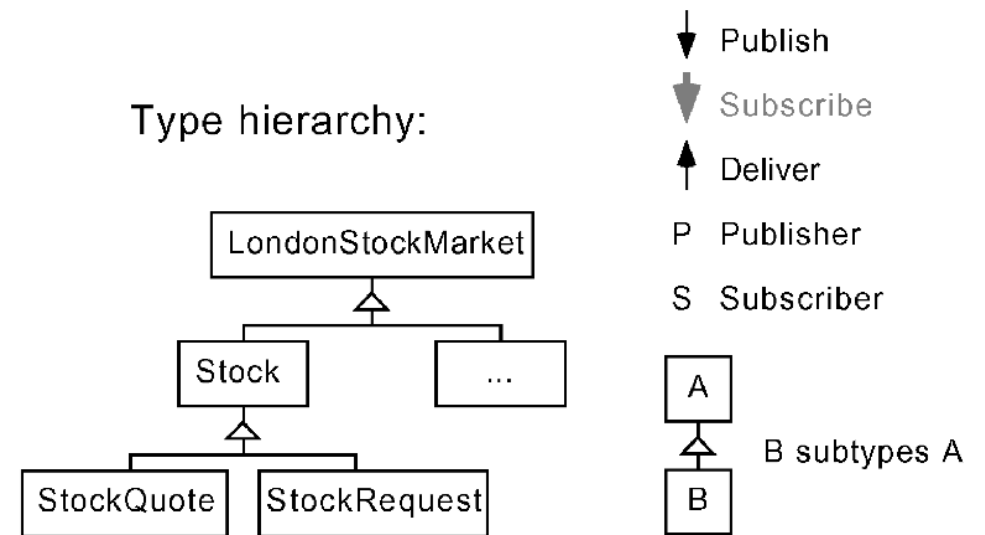 Type hierarchy:
LondonStockMarket
Stock
...
StockQuote
StockRequest
Publish
Subscribe
Deliver
P Publisher
S Subscriber
A
B subtypes A
B